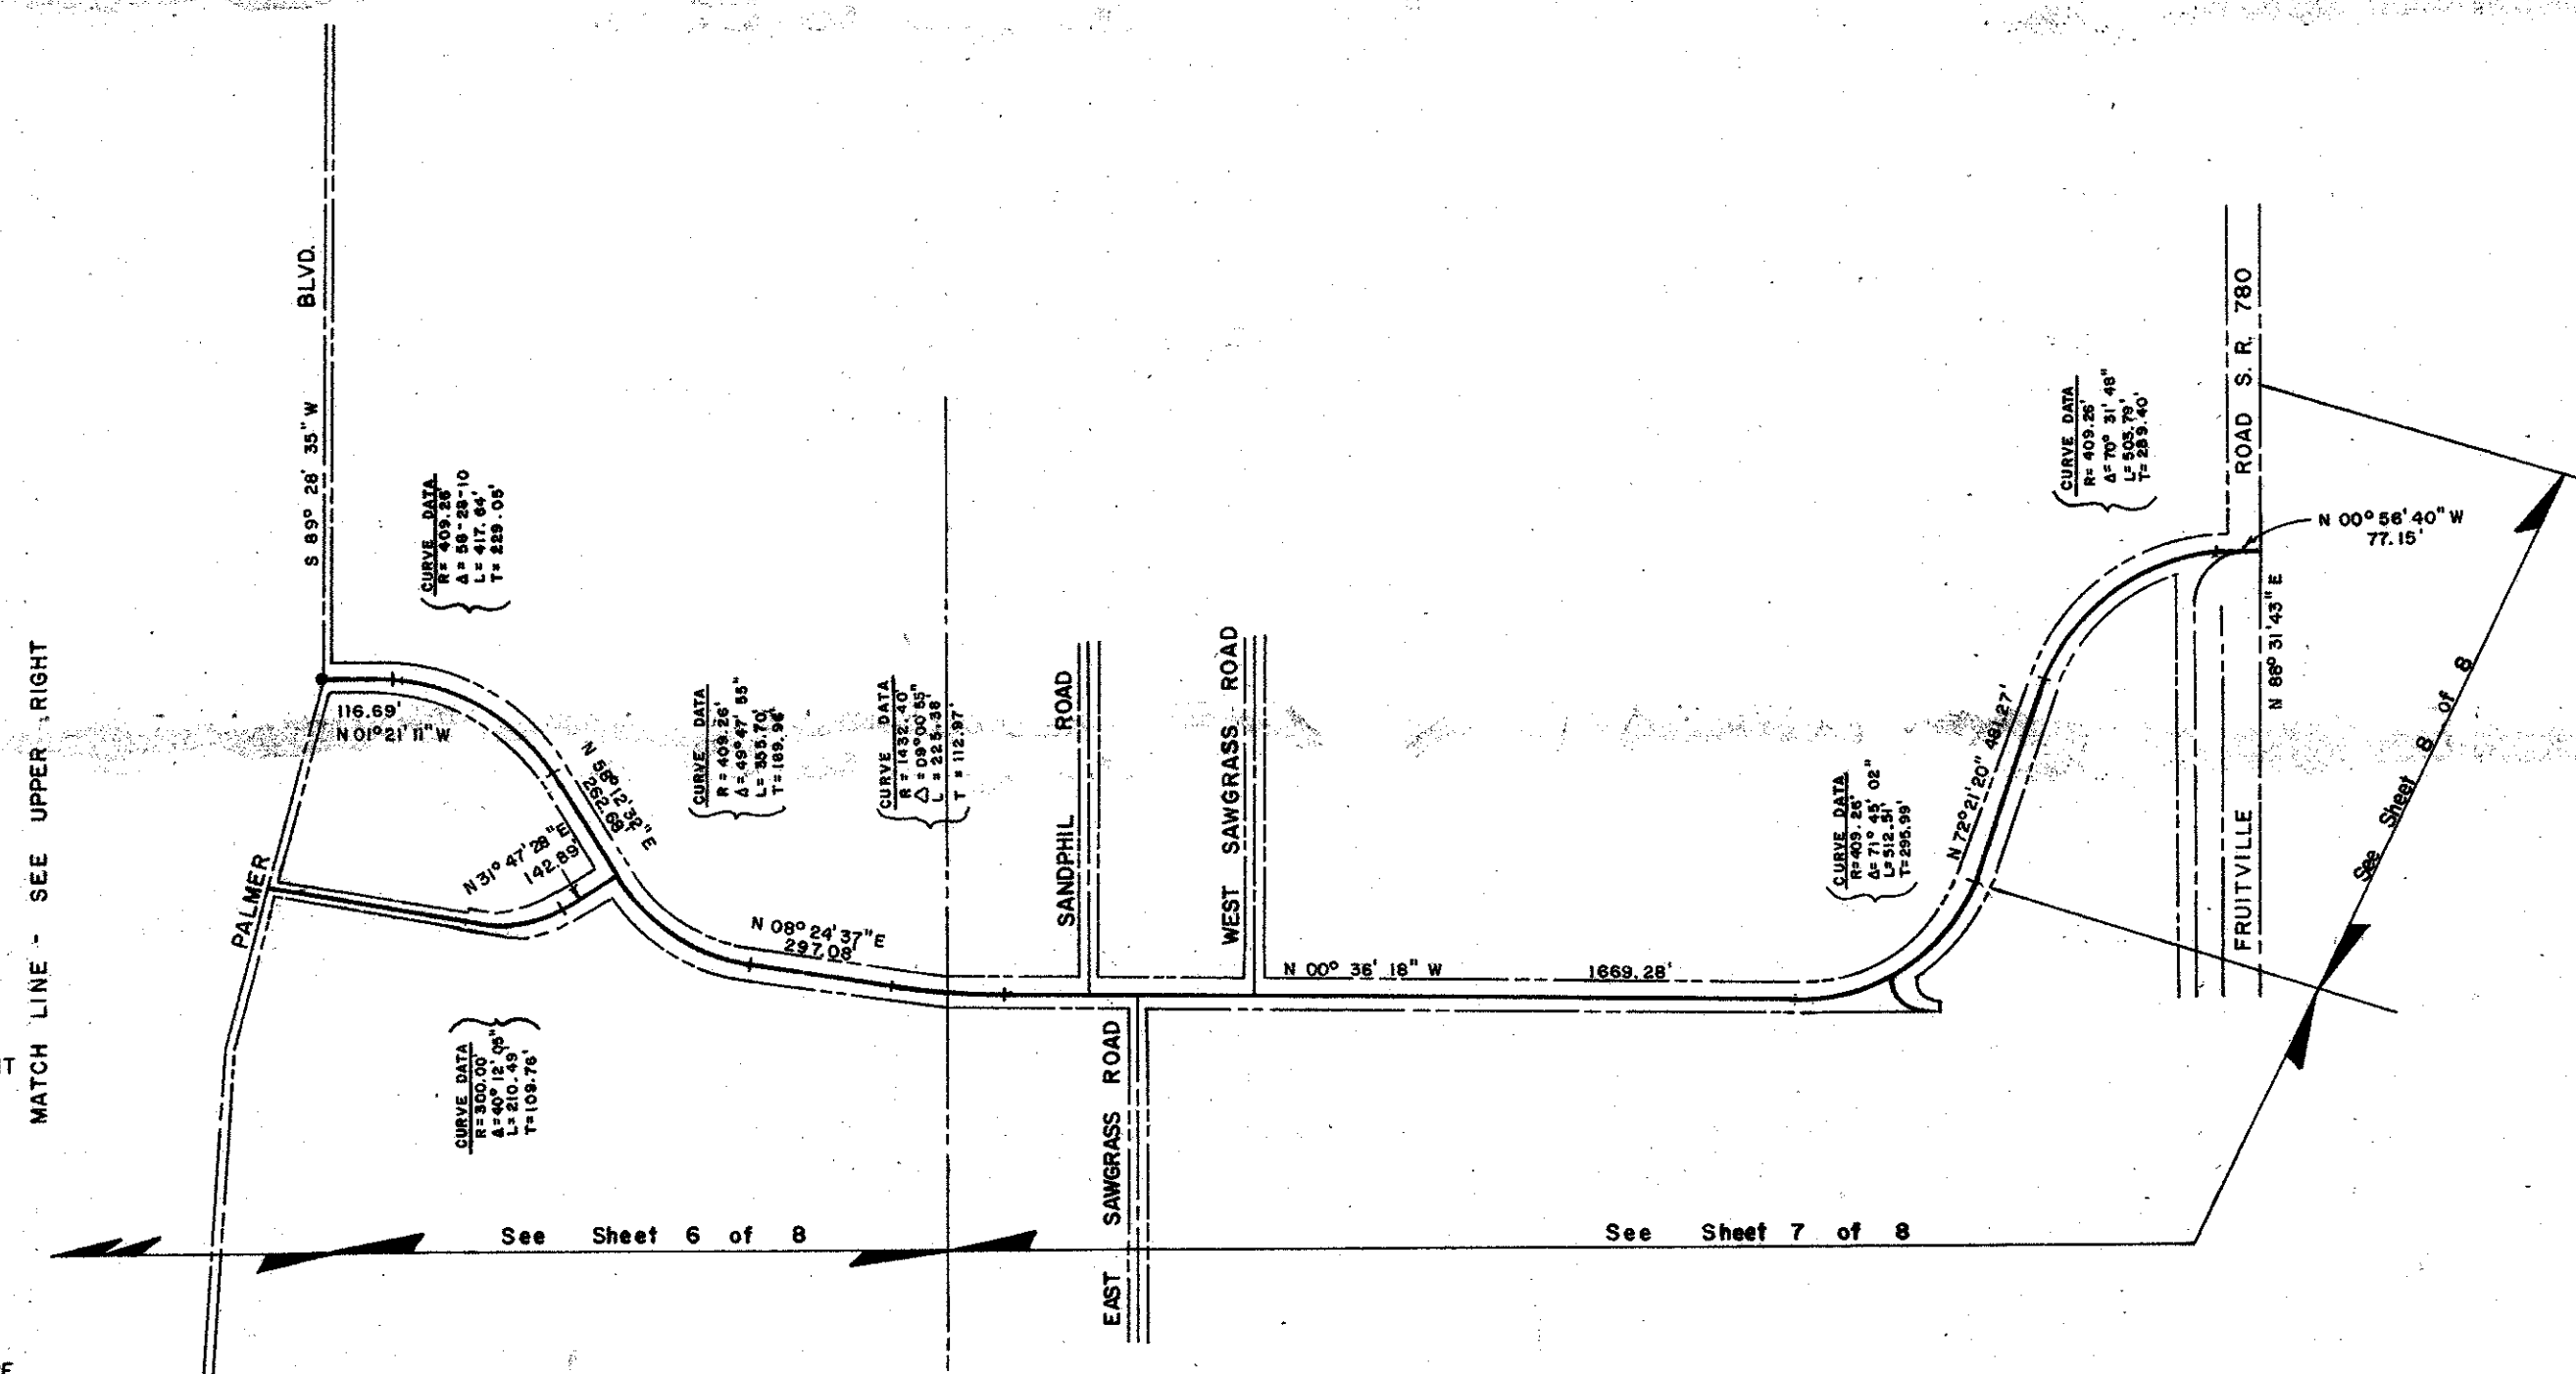 MATCH LINE - SEE UPPER RIGHT
BLVD.
S 89° 28' 35" W
PALMER
116.69'
N 01° 21' 11" W
CURVE DATA
R= 409.26'
L= 417.64'
T= 229.05'
N 58° 12' 32" E
262.68'
N 31° 47' 28" E
142.89'
CURVE DATA
R=300.00'
Δ=40° 12' 05"
L=210.49'
T=109.76'
CURVE DATA
R= 409.26'
Δ= 49° 47' 55"
L= 355.70'
T= 189.96'
N 08° 24' 37" E
297.08'
CURVE DATA
R = 1432.40'
Δ = 09° 00' 55"
L = 225.38'
T = 112.97'
SANDPHIL ROAD
WEST SAWGRASS ROAD
EAST SAWGRASS ROAD
N 00° 36' 18" W
1669.28'
CURVE DATA
R=409.26'
Δ= 71° 45' 02"
L=512.51'
T=295.99'
N 72° 21' 20"
491.27'
CURVE DATA
R= 409.26'
Δ= 70° 31' 48"
L= 503.79'
T= 289.40'
N 00° 56' 40" W
77.15'
FRUITVILLE ROAD S. R. 780
N 88° 31' 43" E
See Sheet 6 of 8
See Sheet 7 of 8
See Sheet 8 of 8